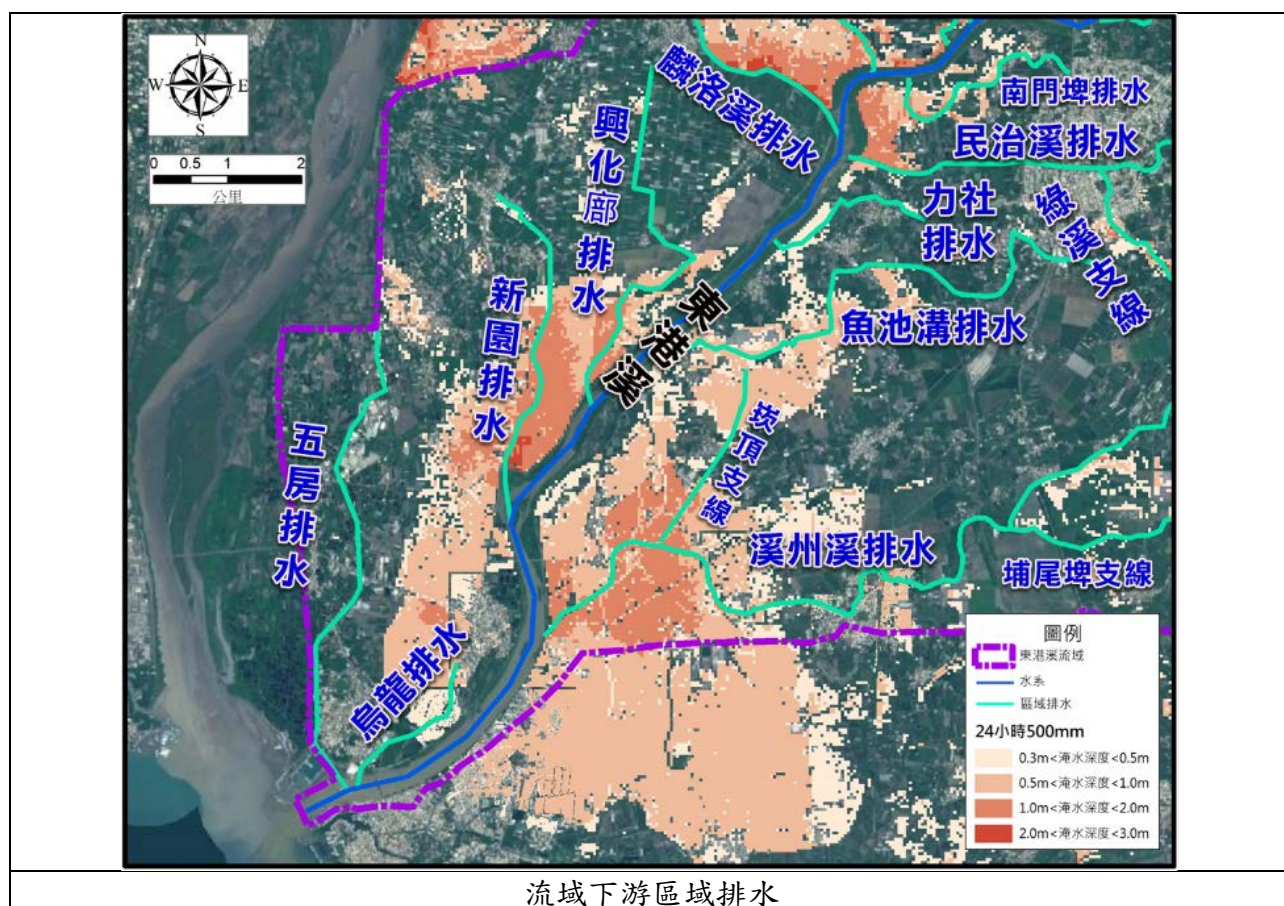 N
W
E
S
0 0.5 1 2
公里
麟洛溪排水
興化廍排水
南門埤排水
民治溪排水
力社
排水
綠溪支線
新園排水
東港溪
魚池溝排水
五房排水
崁頂支線
溪州溪排水
埔尾埤支線
烏龍排水
圖例
東港溪流域
水系
區域排水
24小時500mm
0.3m<淹水深度<0.5m
0.5m<淹水深度<1.0m
1.0m<淹水深度<2.0m
2.0m<淹水深度<3.0m
流域下游區域排水